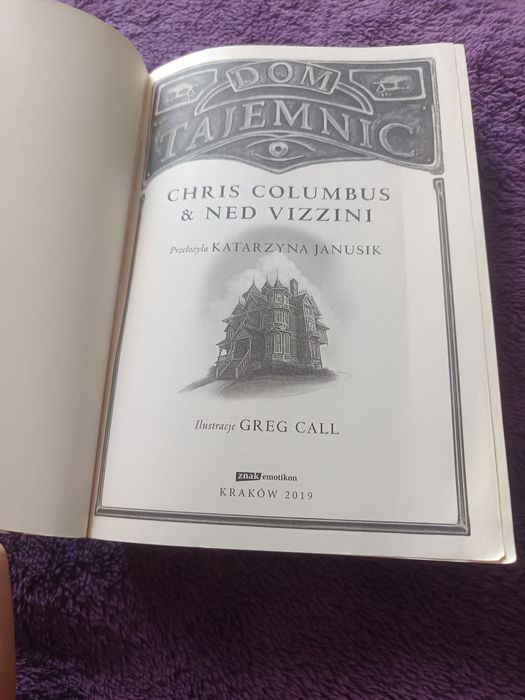 DOM
TAJEMNIC
CHRIS COLUMBUS
& NED VIZZINI
Przełożyła KATARZYNA JANUSIK
Ilustracje GREG CALL
znak emotikon
KRAKÓW 2019